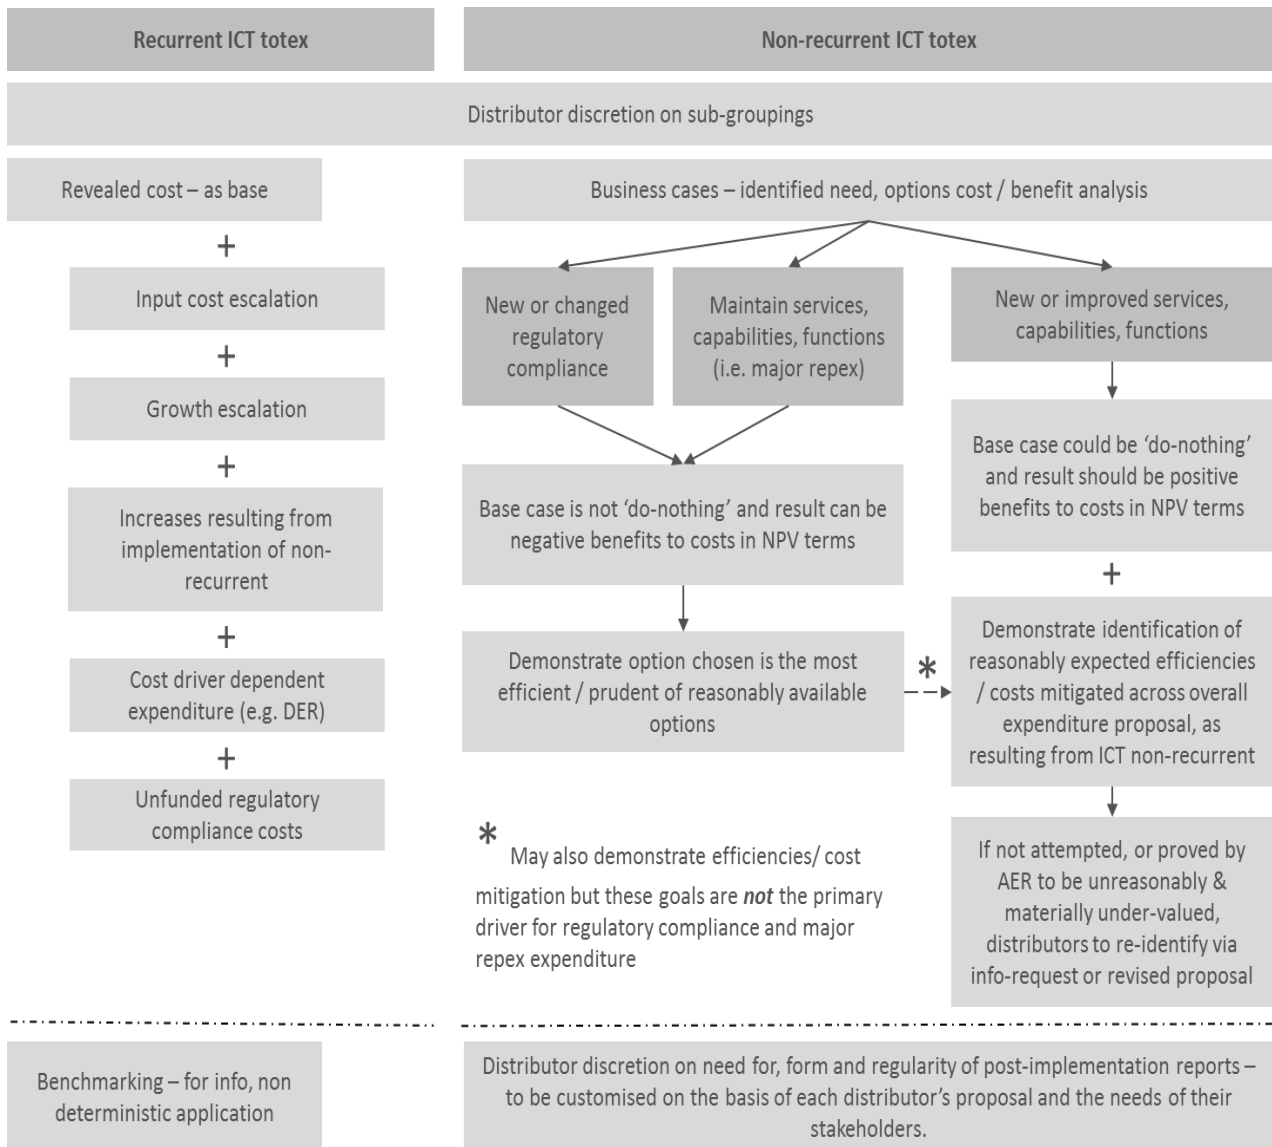 Recurrent ICT totex
Non-recurrent ICT totex
Distributor discretion on sub-groupings
Revealed cost – as base
+
Input cost escalation
+
Growth escalation
+
Increases resulting from
implementation of non-
recurrent
+
Cost driver dependent
expenditure (e.g. DER)
+
Unfunded regulatory
compliance costs
Business cases – identified need, options cost / benefit analysis
New or changed
regulatory
compliance
Maintain services,
capabilities, functions
(i.e. major repex)
New or improved services,
capabilities, functions
Base case is not ‘do-nothing’ and result can be
negative benefits to costs in NPV terms
Demonstrate option chosen is the most
efficient / prudent of reasonably available
options
*
Base case could be ‘do-nothing’
and result should be positive
benefits to costs in NPV terms
+
Demonstrate identification of
reasonably expected efficiencies
/ costs mitigated across overall
expenditure proposal, as
resulting from ICT non-recurrent
If not attempted, or proved by
AER to be unreasonably &
materially under-valued,
distributors to re-identify via
info-request or revised proposal
* May also demonstrate efficiencies/ cost
mitigation but these goals are not the primary
driver for regulatory compliance and major
repex expenditure
Benchmarking – for info, non
deterministic application
Distributor discretion on need for, form and regularity of post-implementation reports –
to be customised on the basis of each distributor’s proposal and the needs of their
stakeholders.